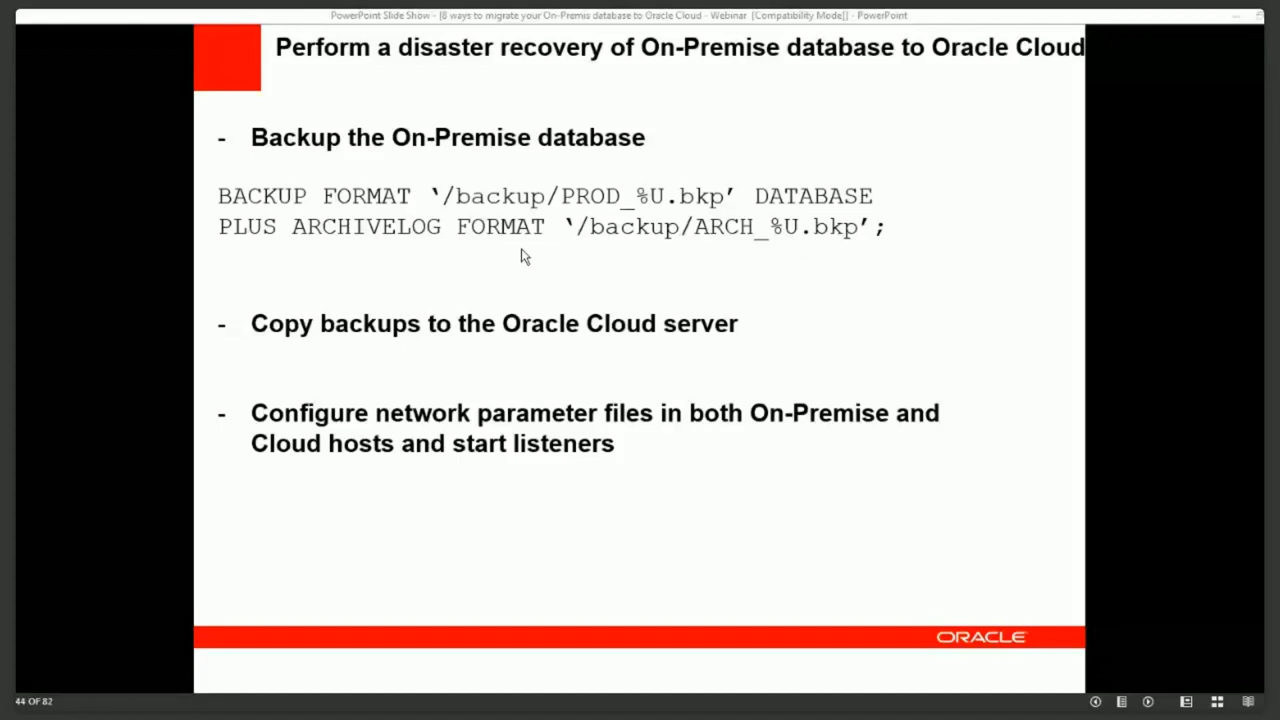 PowerPoint Slide Show - [8 ways to migrate your On-Premis database to Oracle Cloud - Webinar [Compatibility Mode]] - PowerPoint
Perform a disaster recovery of On-Premise database to Oracle Cloud
- Backup the On-Premise database
BACKUP FORMAT ‘/backup/PROD_%U.bkp’ DATABASE
PLUS ARCHIVELOG FORMAT ‘/backup/ARCH_%U.bkp’;
- Copy backups to the Oracle Cloud server
- Configure network parameter files in both On-Premise and
Cloud hosts and start listeners
ORACLE
44 OF 82